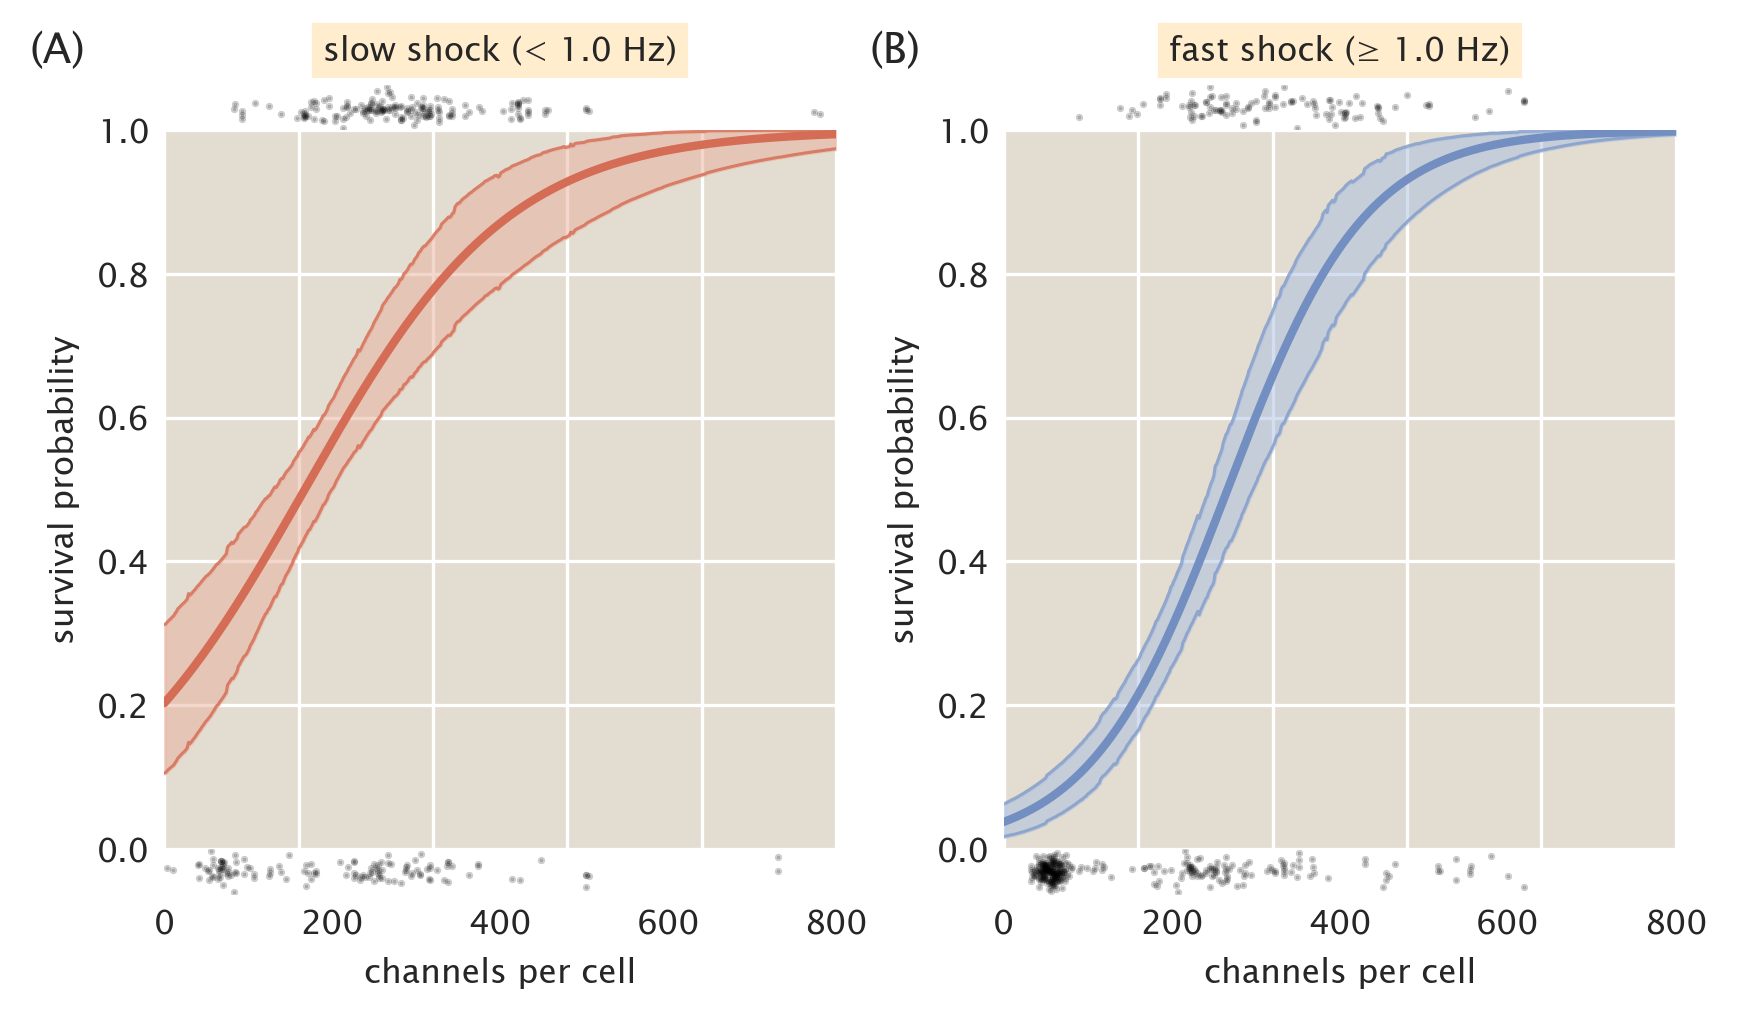 (A)
slow shock (< 1.0 Hz)
1.0
0.8
0.6
0.4
0.2
0.0
survival probability
0 200 400 600 800
channels per cell
(B)
fast shock (≥ 1.0 Hz)
1.0
0.8
0.6
0.4
0.2
0.0
survival probability
0 200 400 600 800
channels per cell